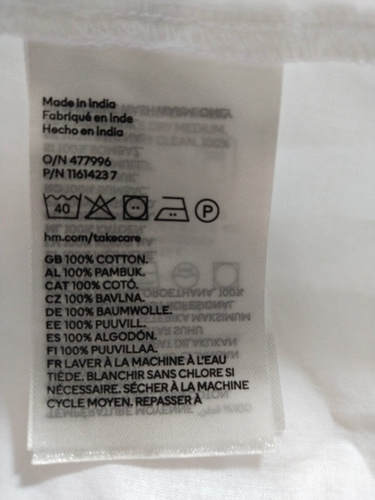 Made in India
Fabriqué en Inde
Hecho en India
O/N 477996
P/N 1161423 7
40 P
hm.com/takecare
GB 100% COTTON.
AL 100% PAMBUK.
CAT 100% COTÓ.
CZ 100% BAVLNA.
DE 100% BAUMWOLLE.
EE 100% PUUVILL.
ES 100% ALGODÓN.
FI 100% PUUVILLAA.
FR LAVER À LA MACHINE À L'EAU
TIÈDE. BLANCHIR SANS CHLORE SI
NÉCESSAIRE. SÉCHER À LA MACHINE
CYCLE MOYEN. REPASSER À